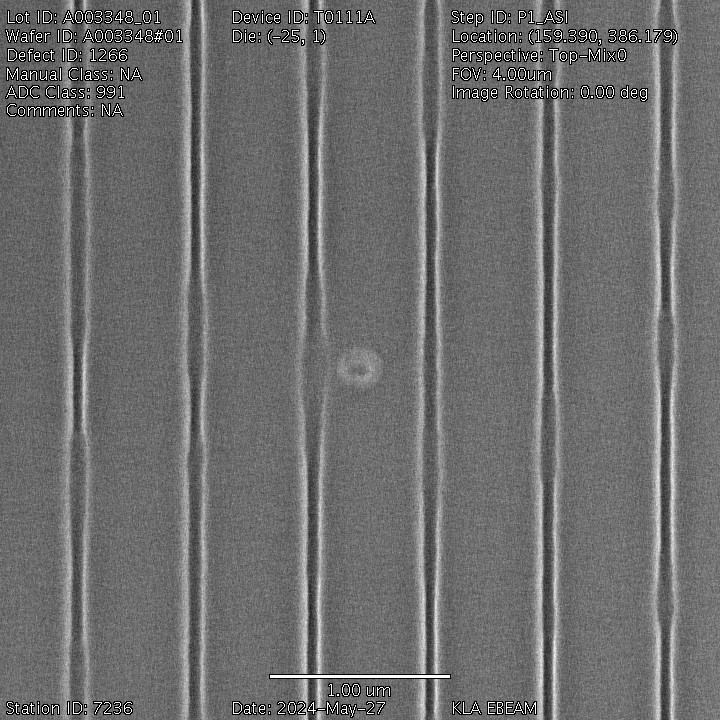 Lot ID: A003348_01
Wafer ID: A003348#01
Defect ID: 1266
Manual Class: NA
ADC Class: 991
Comments: NA
Device ID: T0111A
Die: (-25, 1)
Step ID: P1_ASI
Location: (159.390, 386.179)
Perspective: Top-Mix0
FOV: 4.00um
Image Rotation: 0.00 deg
1.00 um
Station ID: 7236
Date: 2024-May-27
KLA EBEAM